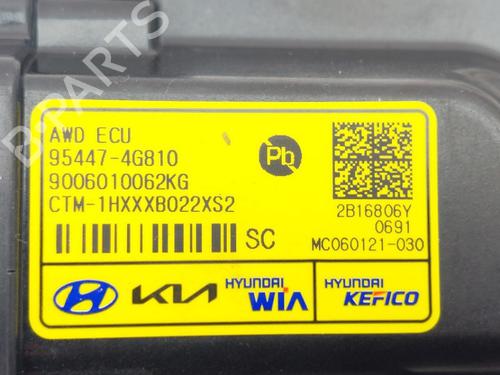 AWD ECU
95447-4G810
9006010062KG
CTM-1HXXXB022XS2
SC
Pb
2B16806Y
0691
MC060121-030
KIA
HYUNDAI
WIA
HYUNDAI
KEFICO
B-PARTS